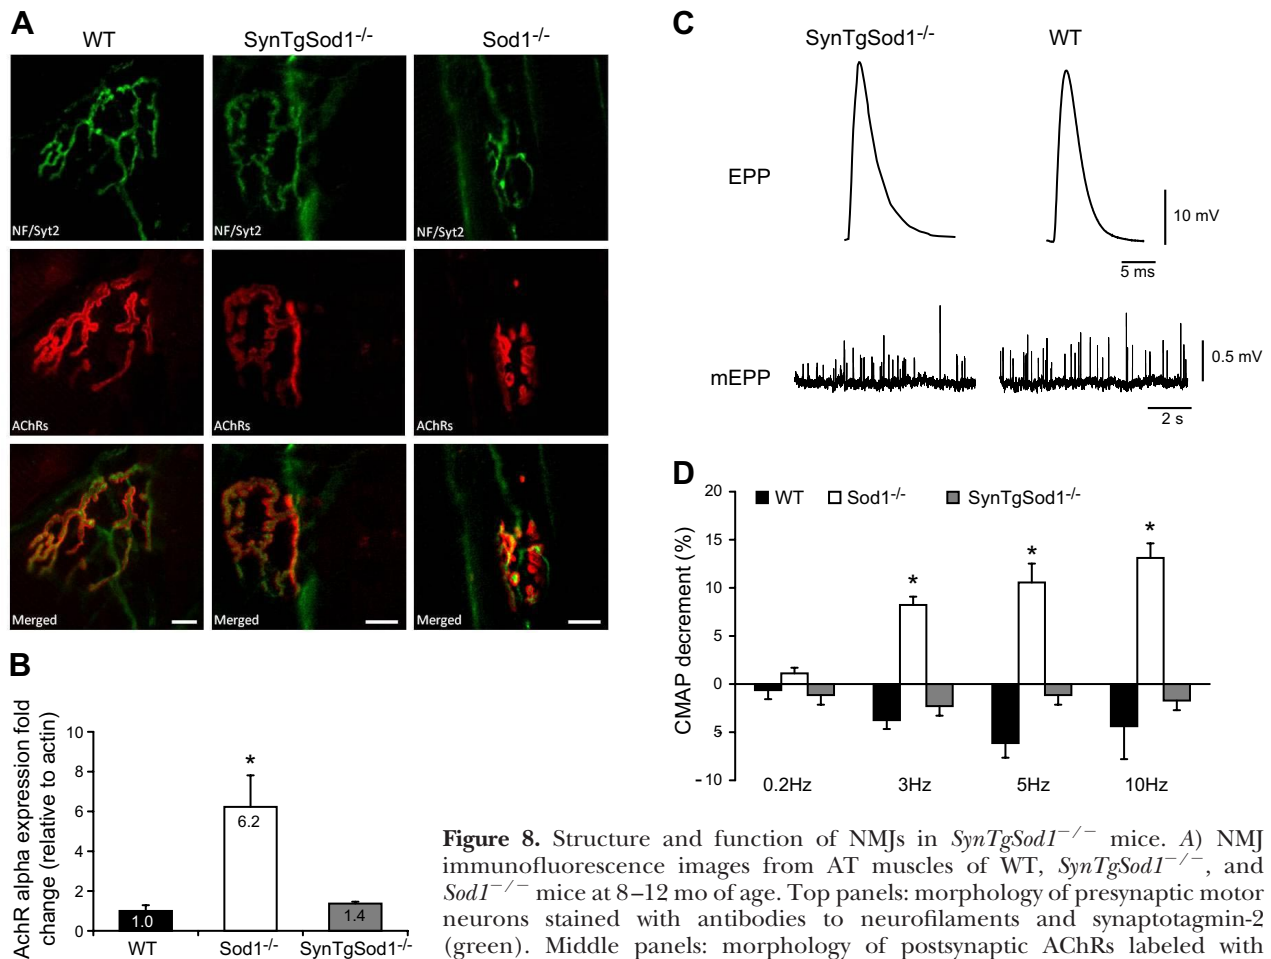 A
WT
SynTgSod1-/-
Sod1-/-
NF/Syt2
NF/Syt2
NF/Syt2
AChRs
AChRs
AChRs
Merged
Merged
Merged
B
AchR alpha expression fold
change (relative to actin)
10
8
6
4
2
0
*
1.0
6.2
1.4
WT
Sod1-/-
SynTgSod1-/-
C
SynTgSod1-/-
WT
EPP
10 mV
5 ms
mEPP
0.5 mV
2 s
D
CMAP decrement (%)
20
15
10
5
0
5
-10
WT
Sod1-/-
SynTgSod1-/-
*
*
*
0.2Hz
3Hz
5Hz
10Hz
Figure 8. Structure and function of NMJs in SynTgSod1−/− mice. A) NMJ
immunofluorescence images from AT muscles of WT, SynTgSod1−/−, and
Sod1−/− mice at 8–12 mo of age. Top panels: morphology of presynaptic motor
neurons stained with antibodies to neurofilaments and synaptotagmin-2
(green). Middle panels: morphology of postsynaptic AChRs labeled with